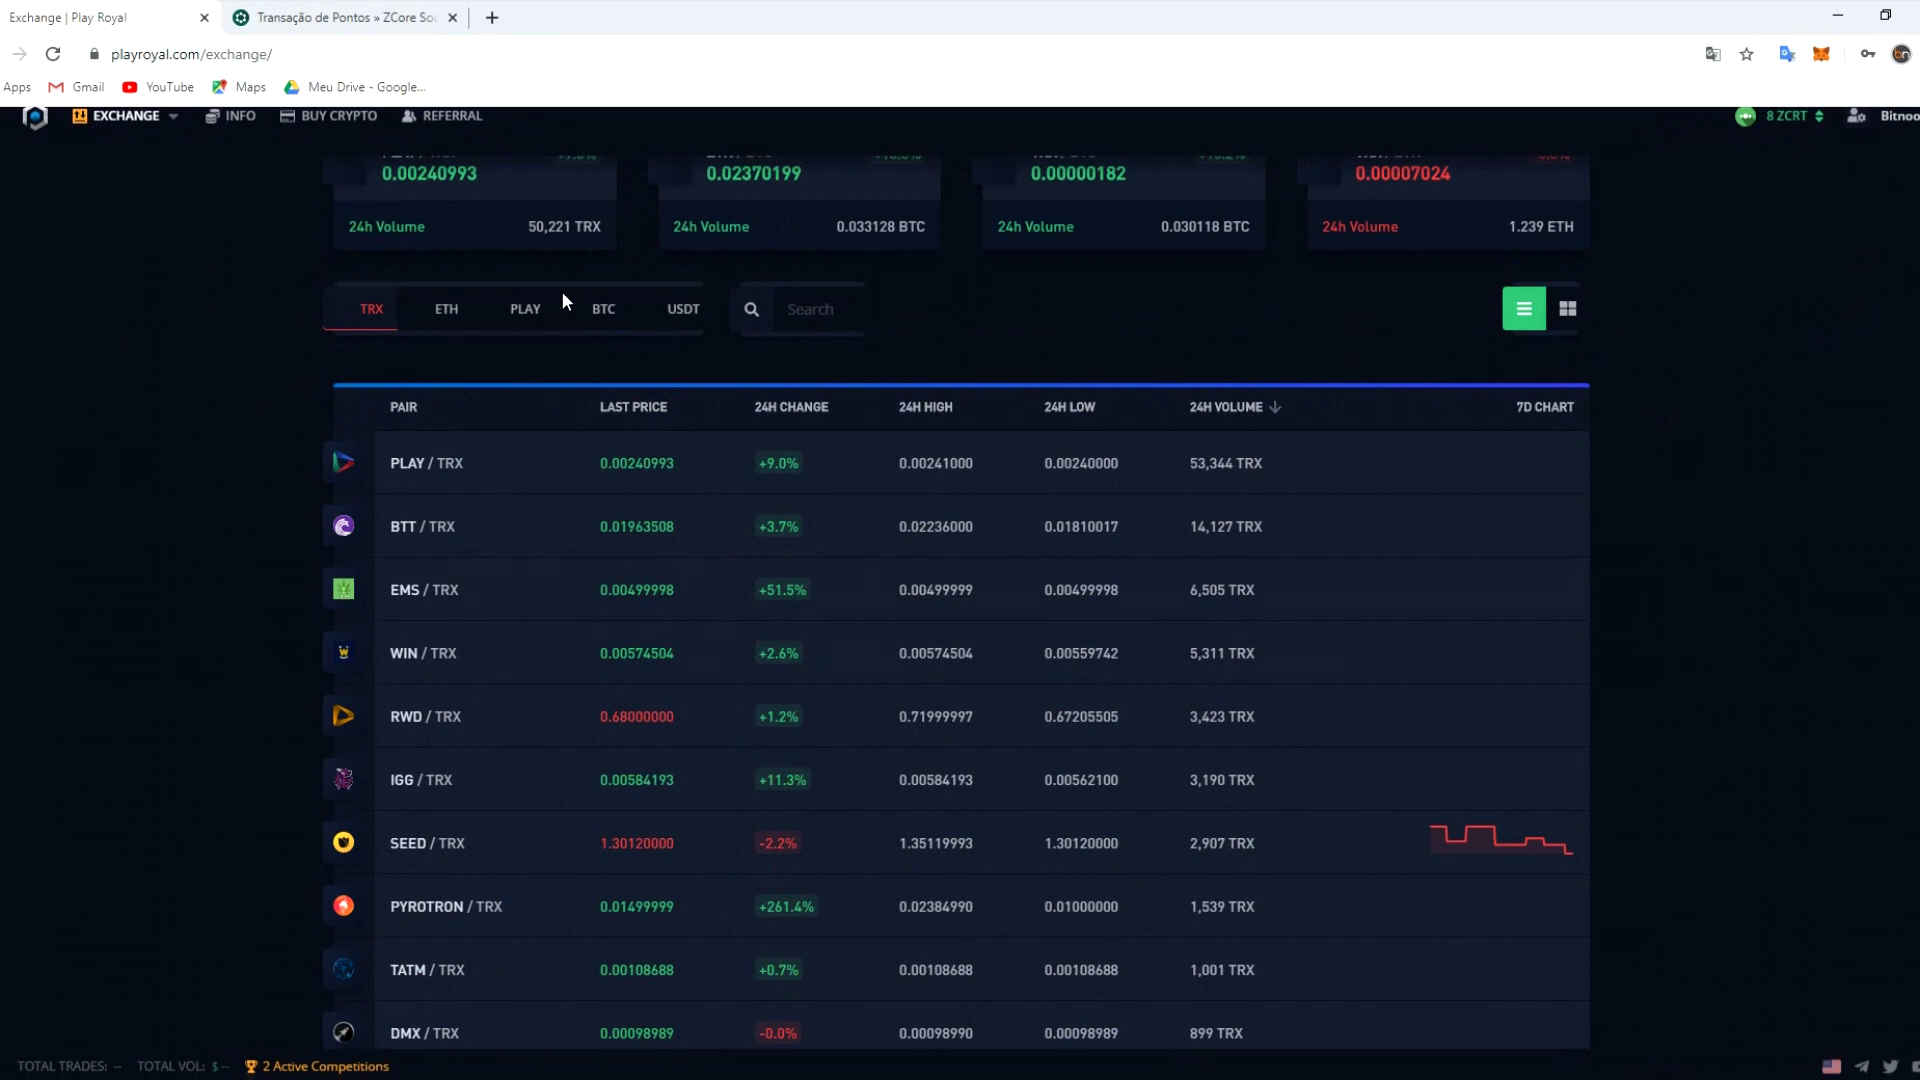 Exchange | Play Royal
Transação de Pontos » ZCore Soc
playroyal.com/exchange/
Apps Gmail YouTube Maps Meu Drive - Google...
EXCHANGE INFO BUY CRYPTO REFERRAL 8 ZCRT Bitnoo
0.00240993 0.02370199 0.00000182 0.00007024
24h Volume 50,221 TRX 24h Volume 0.033128 BTC 24h Volume 0.030118 BTC 24h Volume 1.239 ETH
TRX ETH PLAY BTC USDT Search
PAIR LAST PRICE 24H CHANGE 24H HIGH 24H LOW 24H VOLUME 7D CHART
PLAY / TRX 0.00240993 +9.0% 0.00241000 0.00240000 53,344 TRX
BTT / TRX 0.01963508 +3.7% 0.02236000 0.01810017 14,127 TRX
EMS / TRX 0.00499998 +51.5% 0.00499999 0.00499998 6,505 TRX
WIN / TRX 0.00574504 +2.6% 0.00574504 0.00559742 5,311 TRX
RWD / TRX 0.68000000 +1.2% 0.71999997 0.67205505 3,423 TRX
IGG / TRX 0.00584193 +11.3% 0.00584193 0.00562100 3,190 TRX
SEED / TRX 1.30120000 -2.2% 1.35119993 1.30120000 2,907 TRX
PYROTRON / TRX 0.01499999 +261.4% 0.02384990 0.01000000 1,539 TRX
TATM / TRX 0.00108688 +0.7% 0.00108688 0.00108688 1,001 TRX
DMX / TRX 0.00098989 -0.0% 0.00098990 0.00098989 899 TRX
TOTAL TRADES: -- TOTAL VOL: $ -- 2 Active Competitions